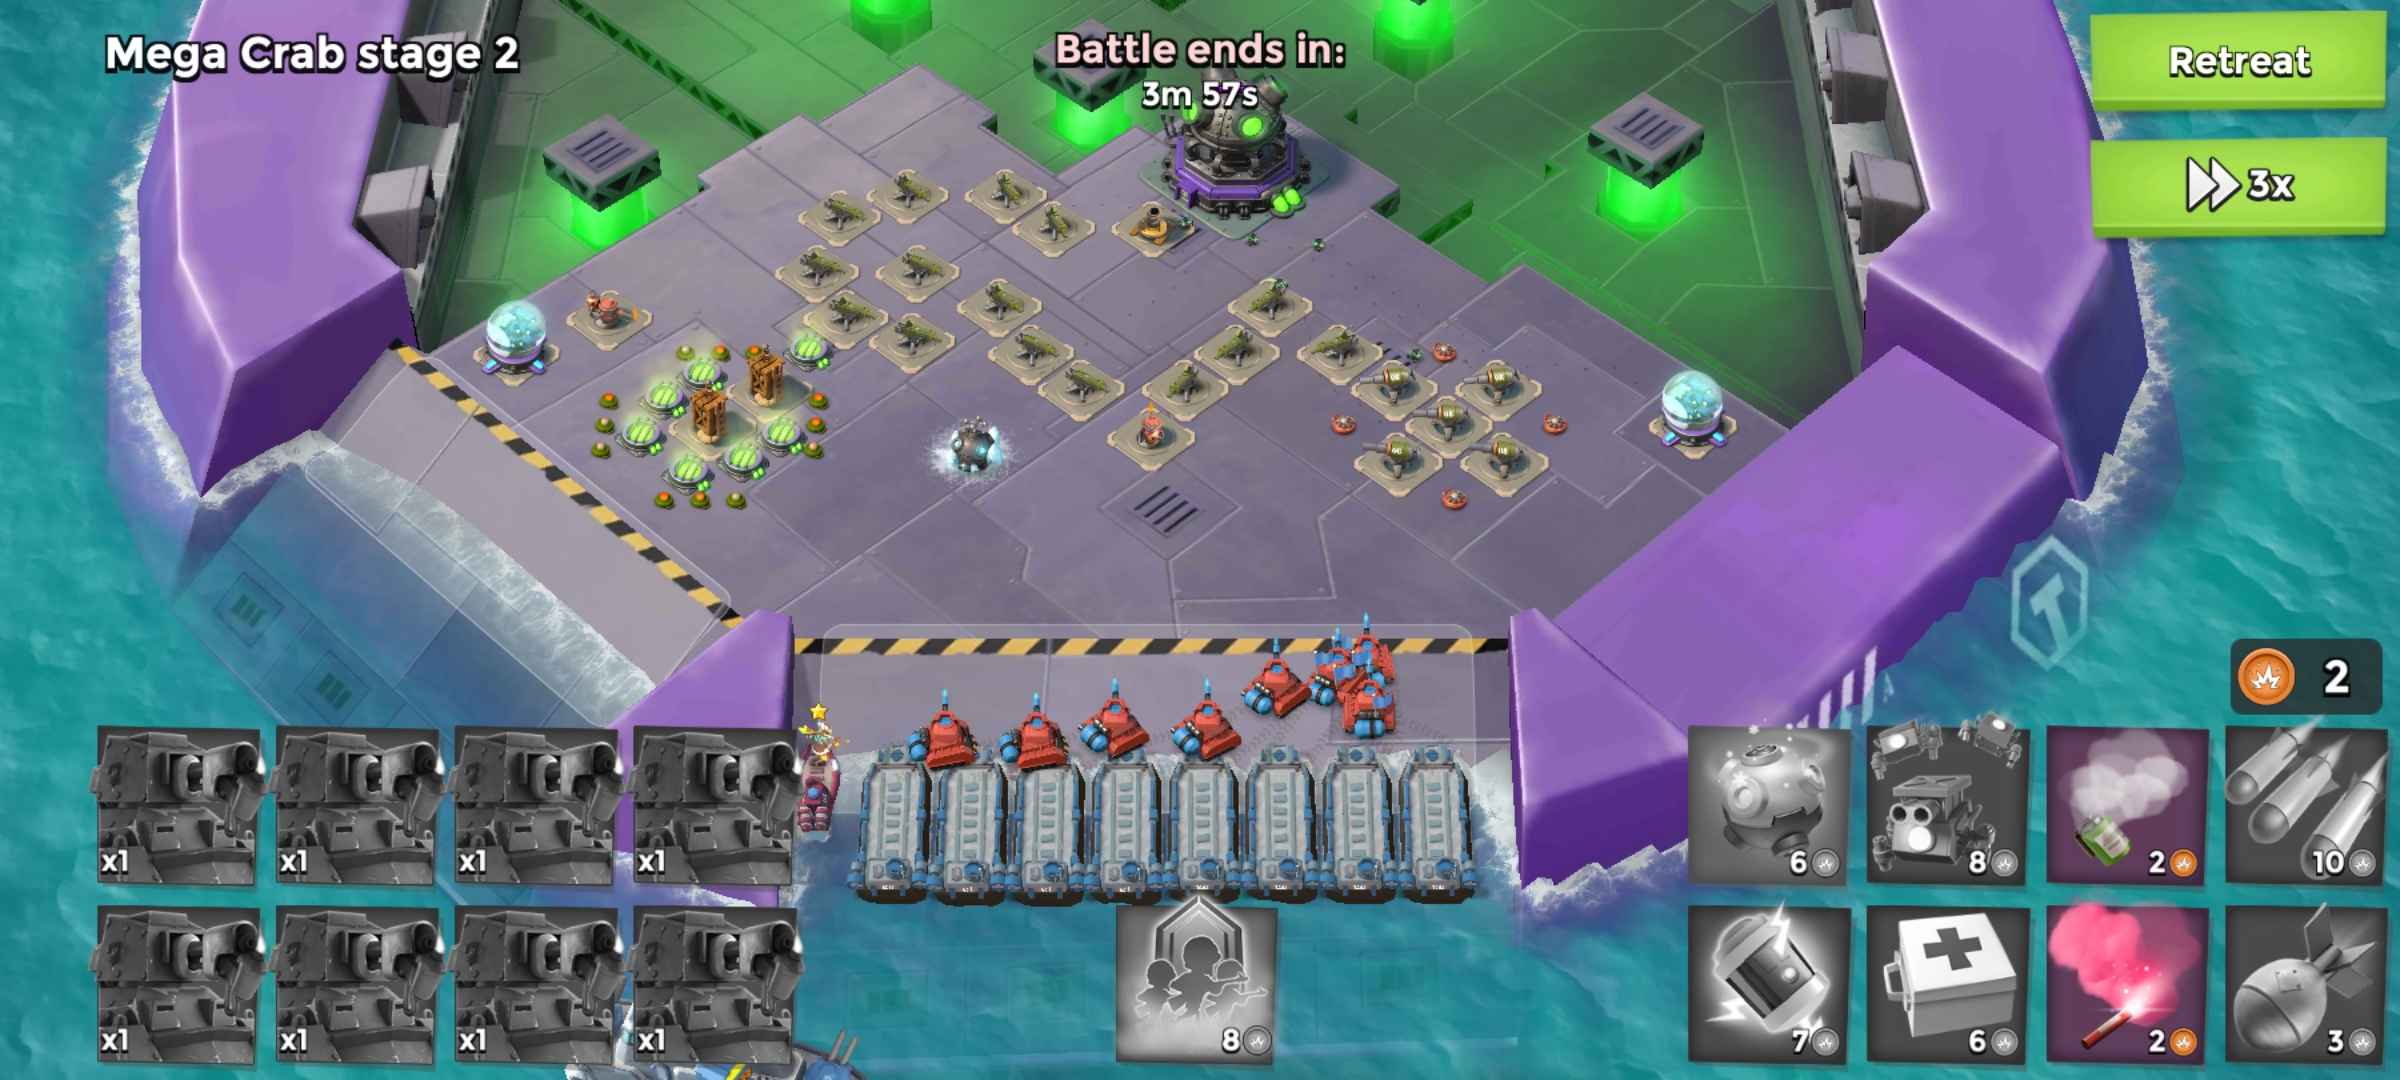 Mega Crab stage 2
Battle ends in:
3m 57s
Retreat
3x
2
x1
x1
x1
x1
6
8
2
10
x1
x1
x1
x1
8
7
6
2
3